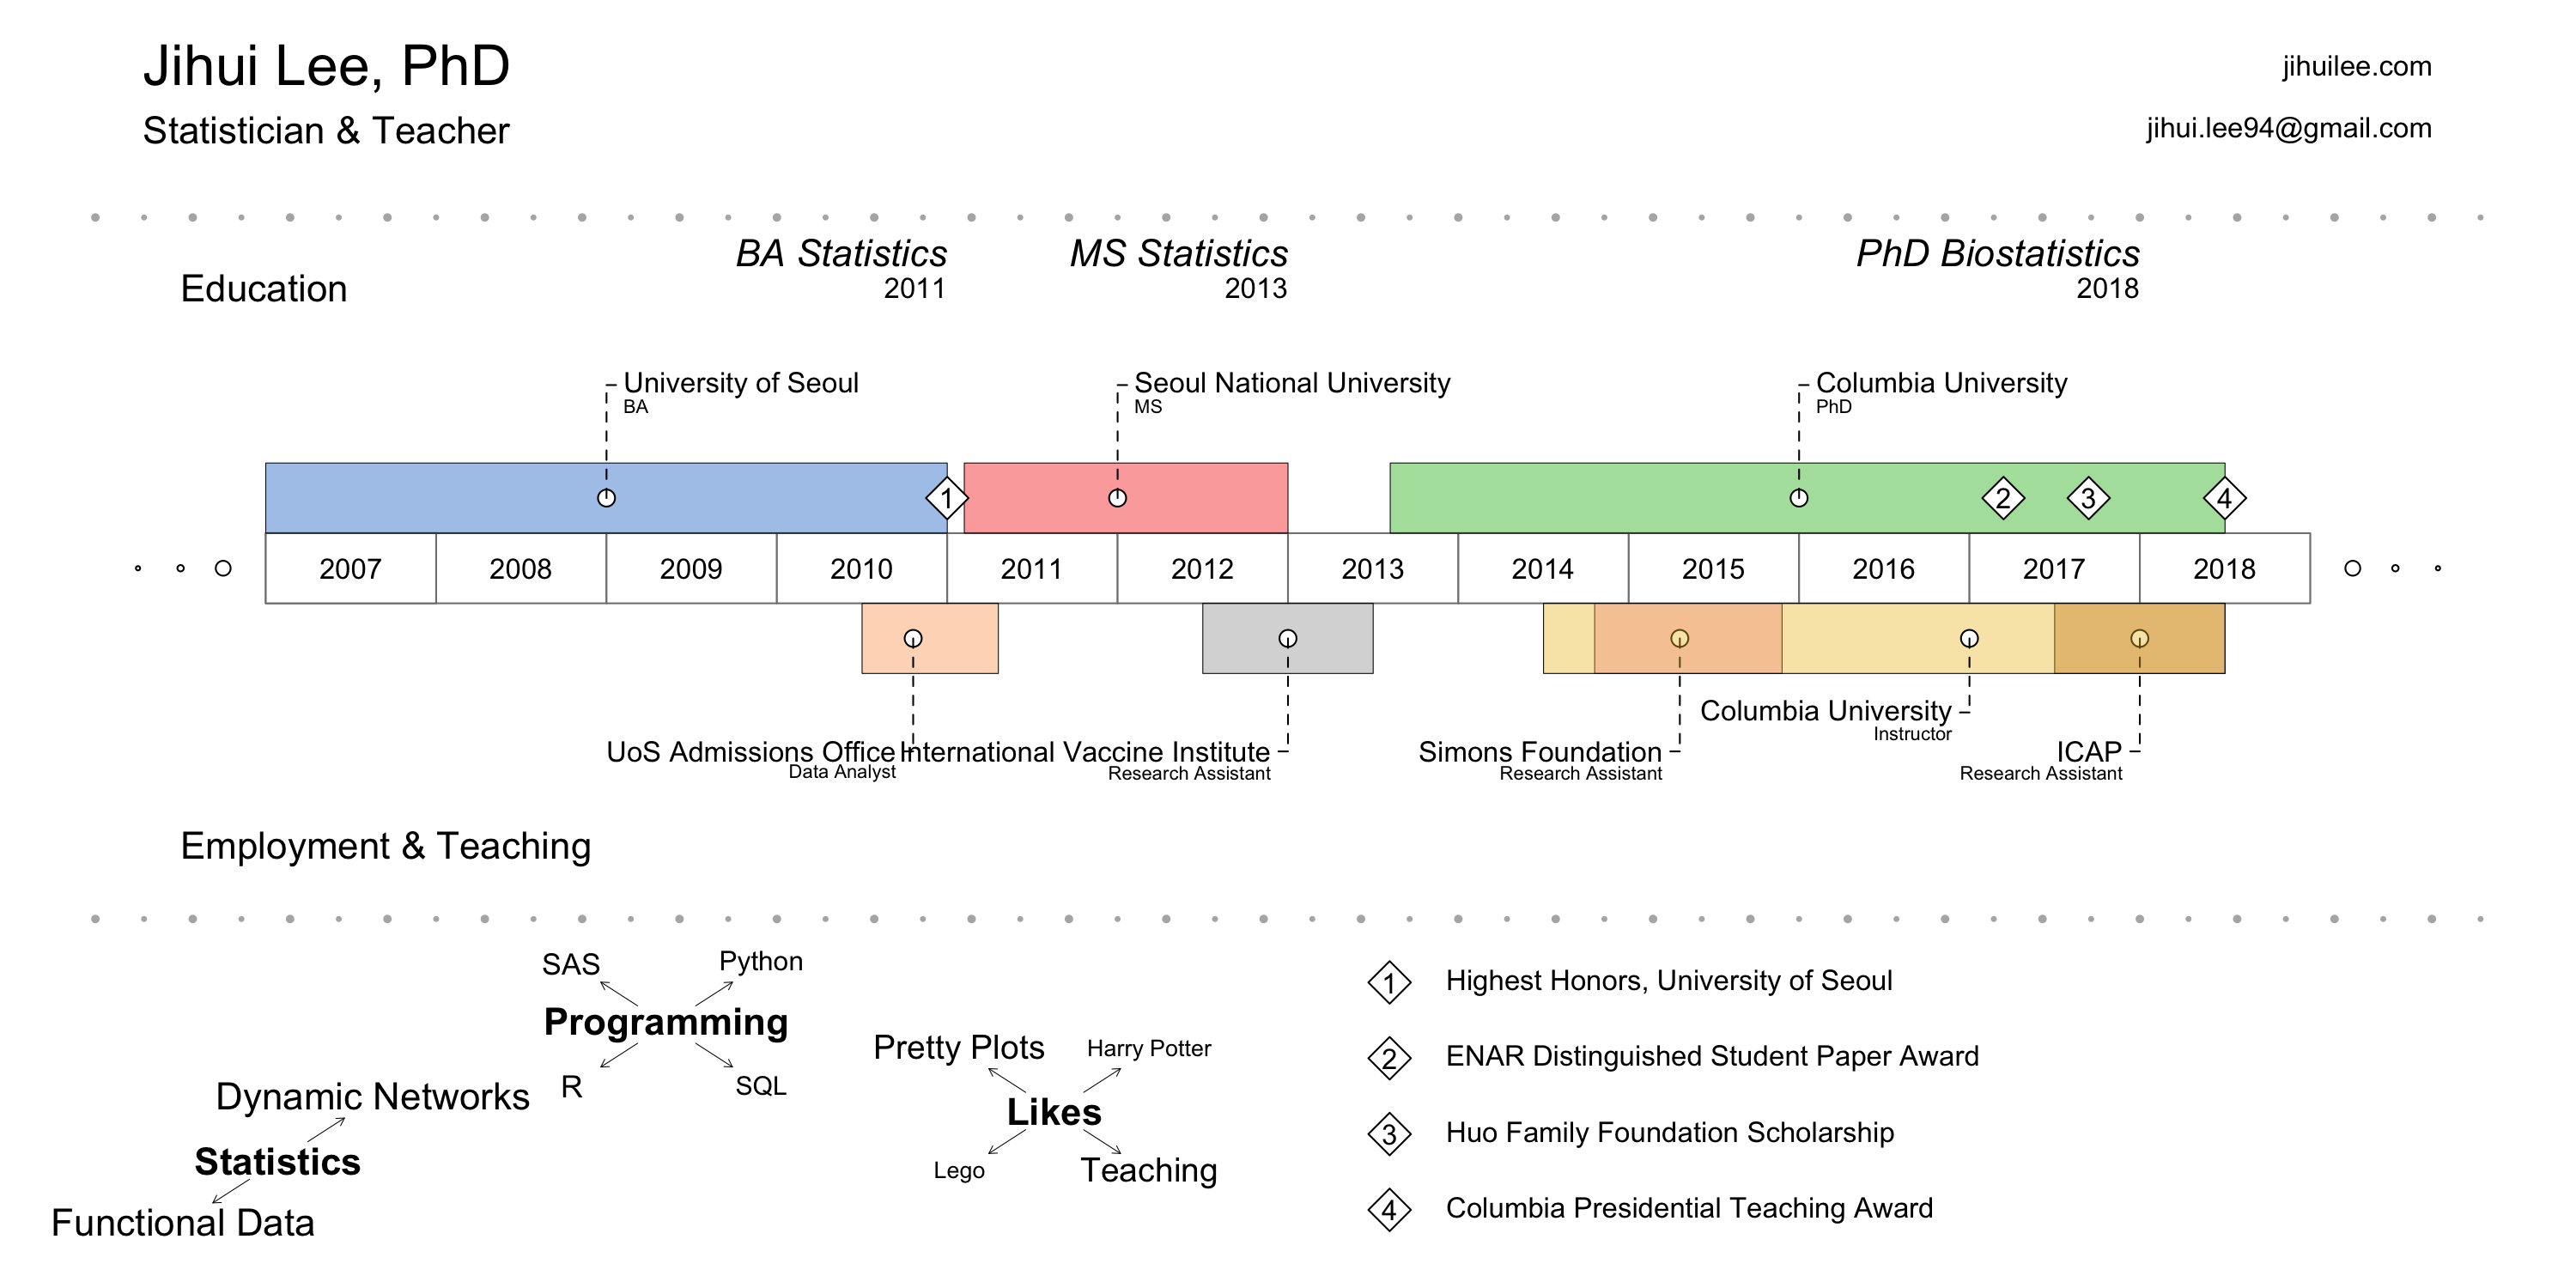 Jihui Lee, PhD
jihuilee.com
Statistician & Teacher
jihui.lee94@gmail.com
BA Statistics
2011
MS Statistics
2013
PhD Biostatistics
2018
Education
University of Seoul
BA
Seoul National University
MS
Columbia University
PhD
1
2
3
4
2007
2008
2009
2010
2011
2012
2013
2014
2015
2016
2017
2018
Columbia University
Instructor
UoS Admissions Office
Data Analyst
International Vaccine Institute
Research Assistant
Simons Foundation
Research Assistant
ICAP
Research Assistant
Employment & Teaching
SAS
Python
Programming
R
SQL
Dynamic Networks
Statistics
Functional Data
Pretty Plots
Harry Potter
Likes
Lego
Teaching
1 Highest Honors, University of Seoul
2 ENAR Distinguished Student Paper Award
3 Huo Family Foundation Scholarship
4 Columbia Presidential Teaching Award